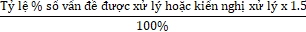 Tỷ lệ % số vấn đề được xử lý hoặc kiến nghị xử lý x 1.5
100%